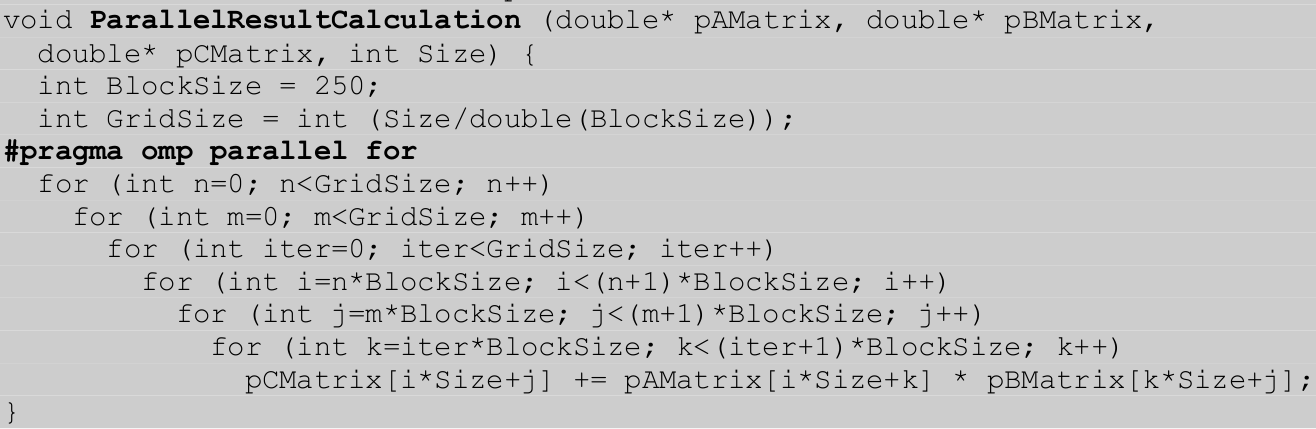 void ParallelResultCalculation (double* pAMatrix, double* pBMatrix,
double* pCMatrix, int Size) {
int BlockSize = 250;
int GridSize = int (Size/double(BlockSize));
#pragma omp parallel for
for (int n=0; n<GridSize; n++)
for (int m=0; m<GridSize; m++)
for (int iter=0; iter<GridSize; iter++)
for (int i=n*BlockSize; i<(n+1)*BlockSize; i++)
for (int j=m*BlockSize; j<(m+1)*BlockSize; j++)
for (int k=iter*BlockSize; k<(iter+1)*BlockSize; k++)
pCMatrix[i*Size+j] += pAMatrix[i*Size+k] * pBMatrix[k*Size+j];
}